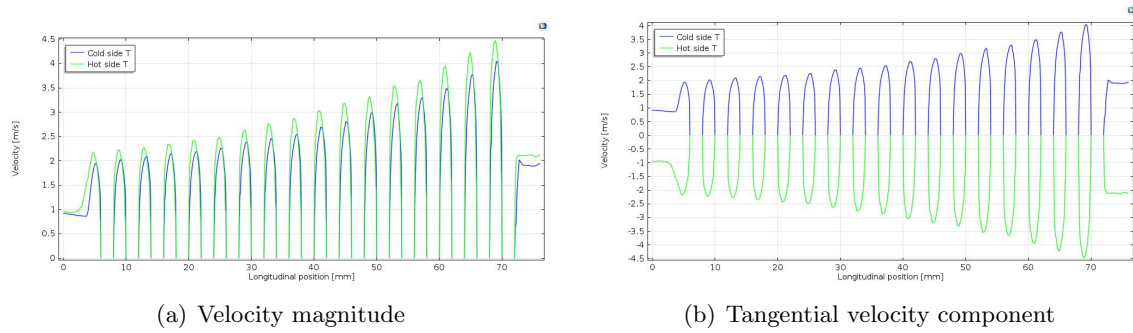 Cold side T
Hot side T
4.5
4
3.5
3
2.5
2
1.5
1
0.5
0
Velocity [m/s]
0 10 20 30 40 50 60 70
Longitudinal position [mm]
(a) Velocity magnitude
Cold side T
Hot side T
4
3.5
3
2.5
2
1.5
1
0.5
0
-0.5
-1
-1.5
-2
-2.5
-3
-3.5
-4
-4.5
Velocity [m/s]
0 10 20 30 40 50 60 70
Longitudinal position [mm]
(b) Tangential velocity component